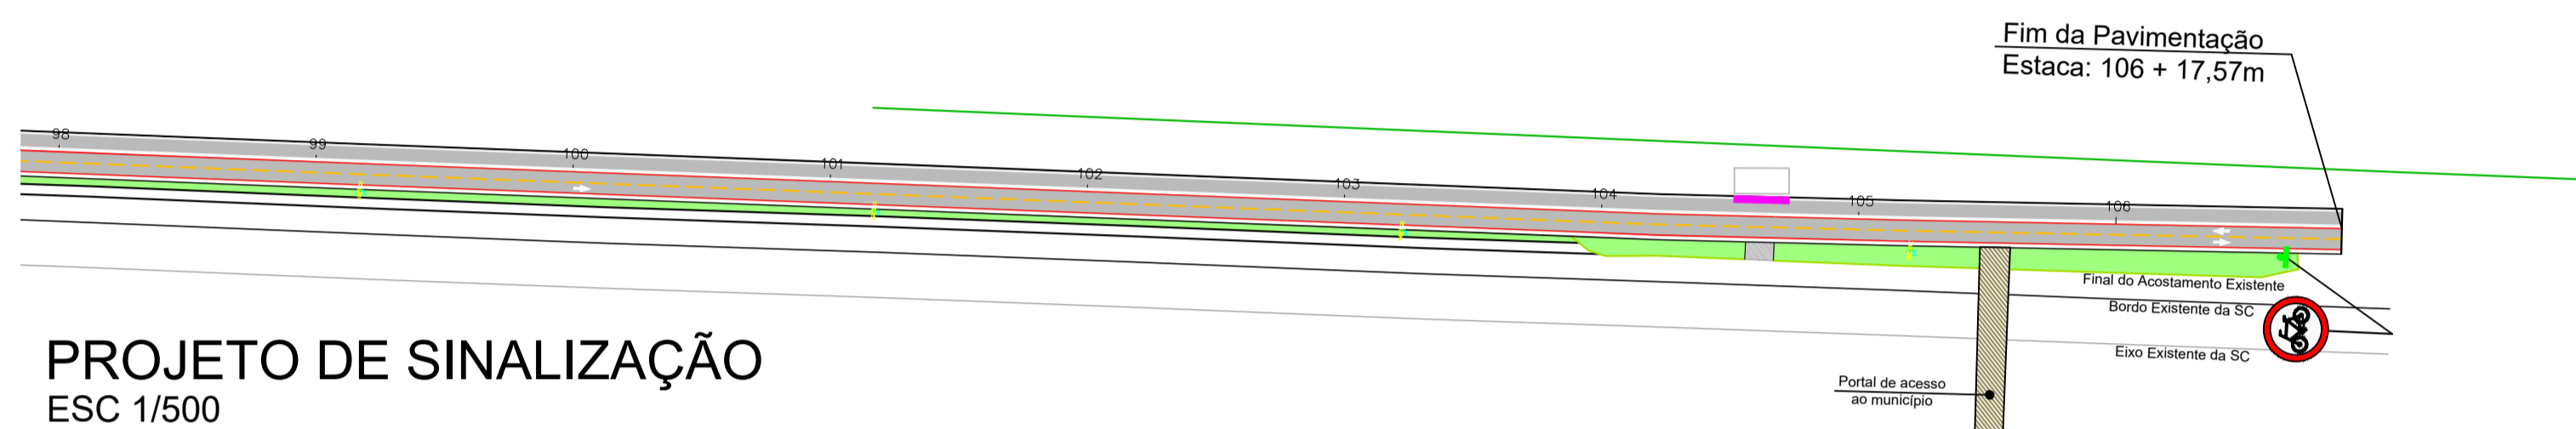 Fim da Pavimentação
Estaca: 106 + 17,57m
98
99
100
101
102
103
104
105
106
Final do Acostamento Existente
Bordo Existente da SC
Eixo Existente da SC
Portal de acesso
ao município
PROJETO DE SINALIZAÇÃO
ESC 1/500